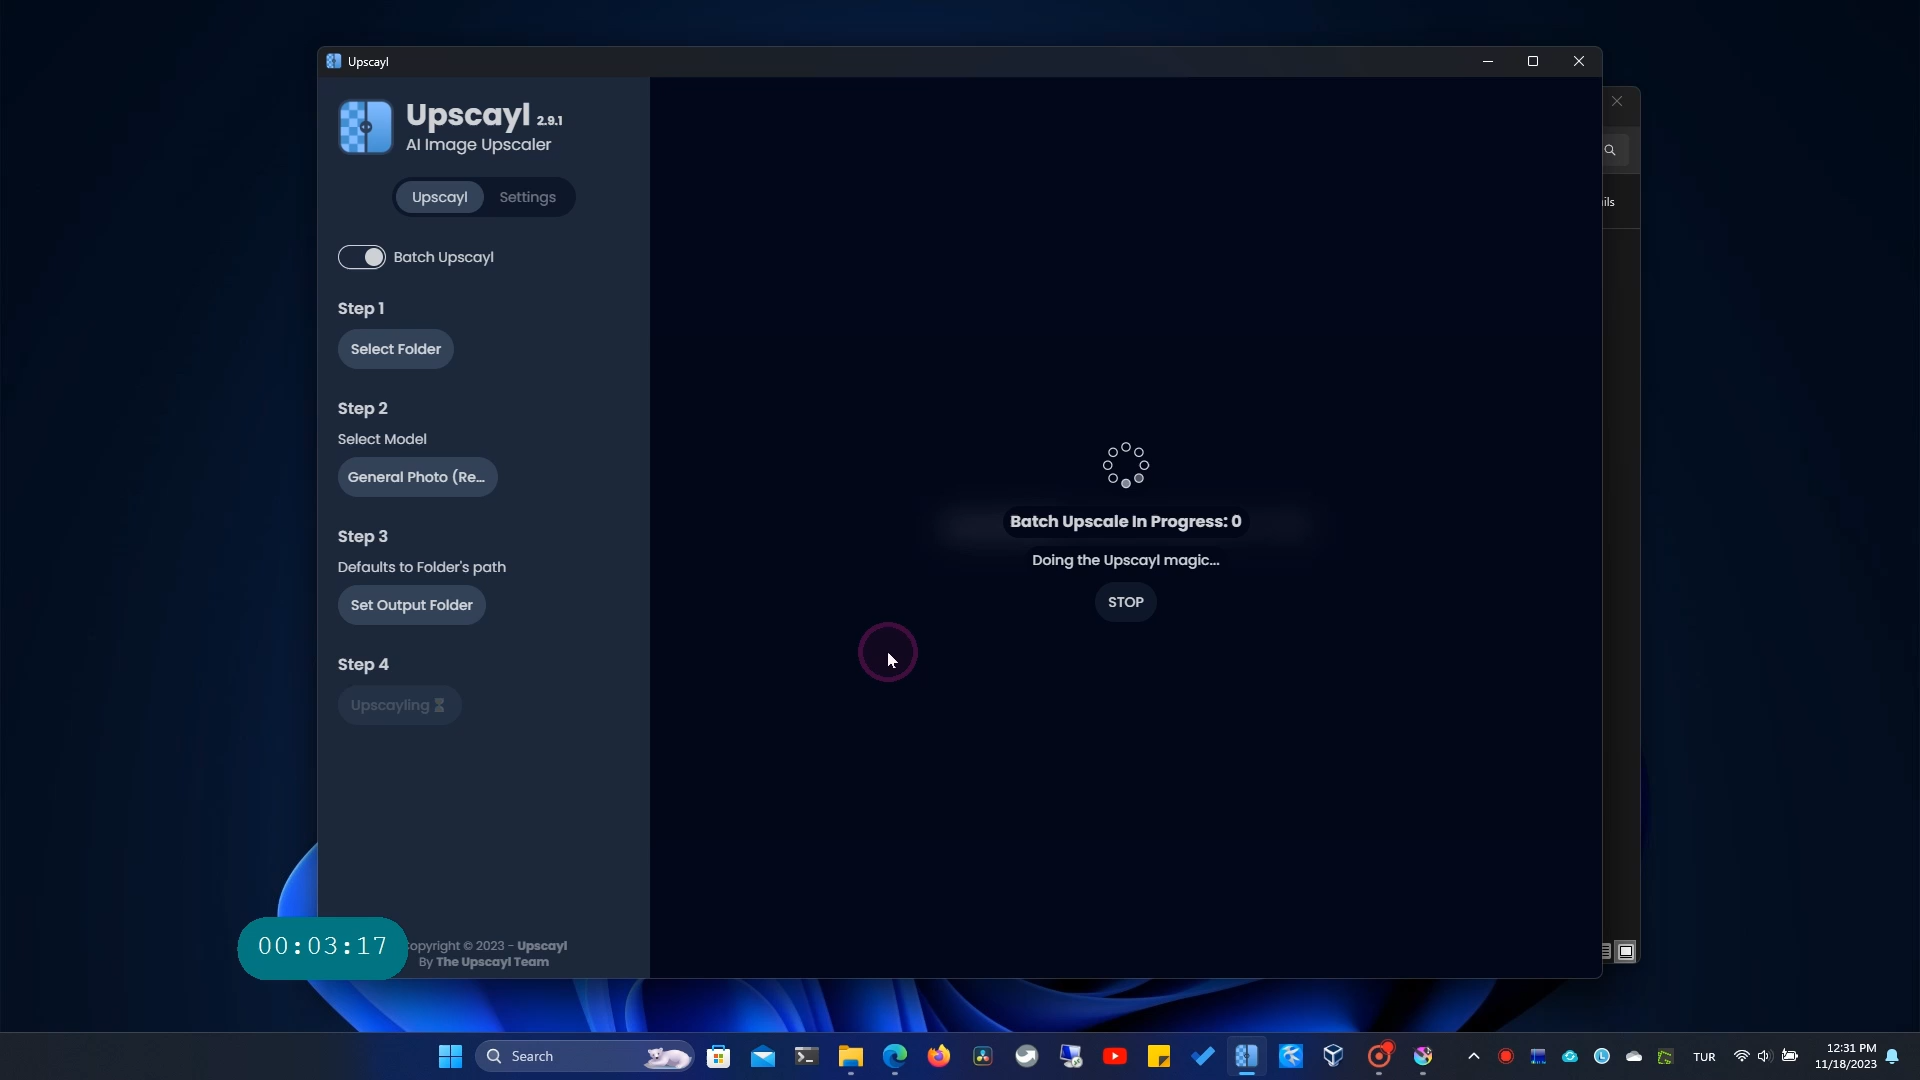 Upscayl
Upscayl 2.9.1
AI Image Upscaler
Upscayl Settings
Batch Upscayl
Step 1
Select Folder
Step 2
Select Model
General Photo (Re...
Step 3
Defaults to Folder's path
Set Output Folder
Step 4
Upscayling
Batch Upscale In Progress: 0
Doing the Upscayl magic...
STOP
ils
00:03:17
opyright © 2023 - Upscayl
By The Upscayl Team
Search
TUR
12:31 PM
11/18/2023